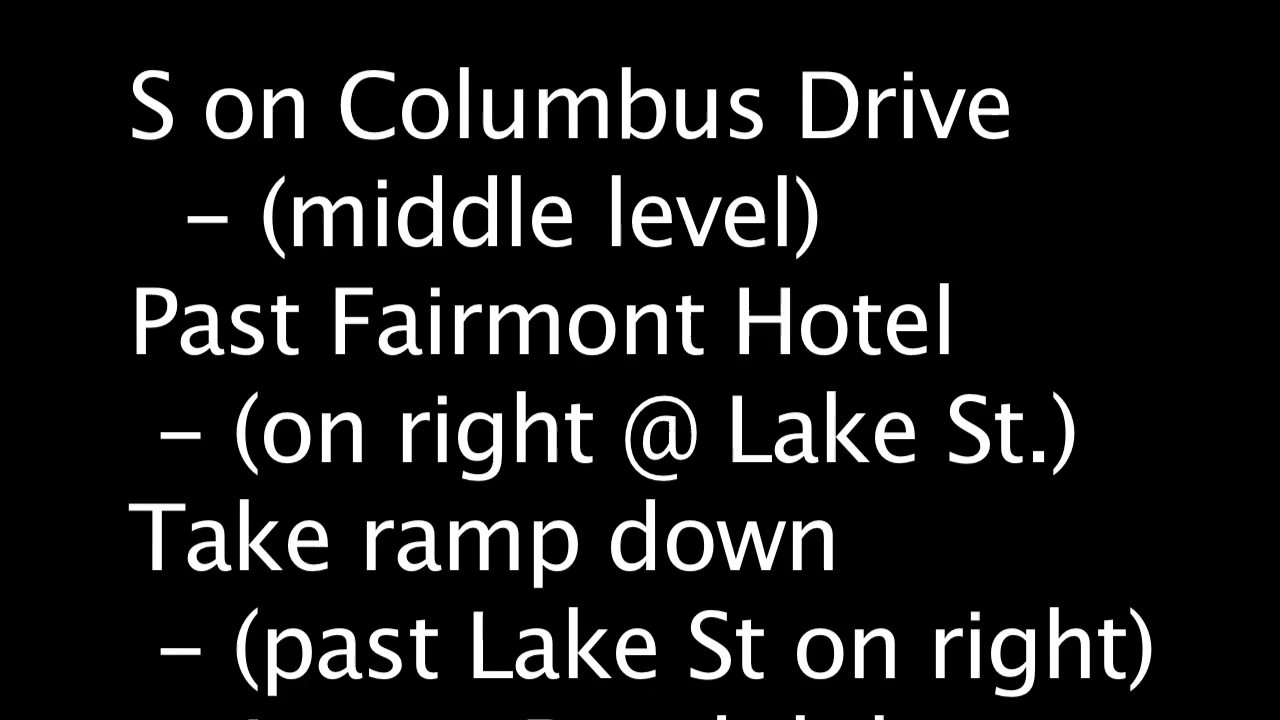 S on Columbus Drive
– (middle level)
Past Fairmont Hotel
– (on right @ Lake St.)
Take ramp down
– (past Lake St on right)